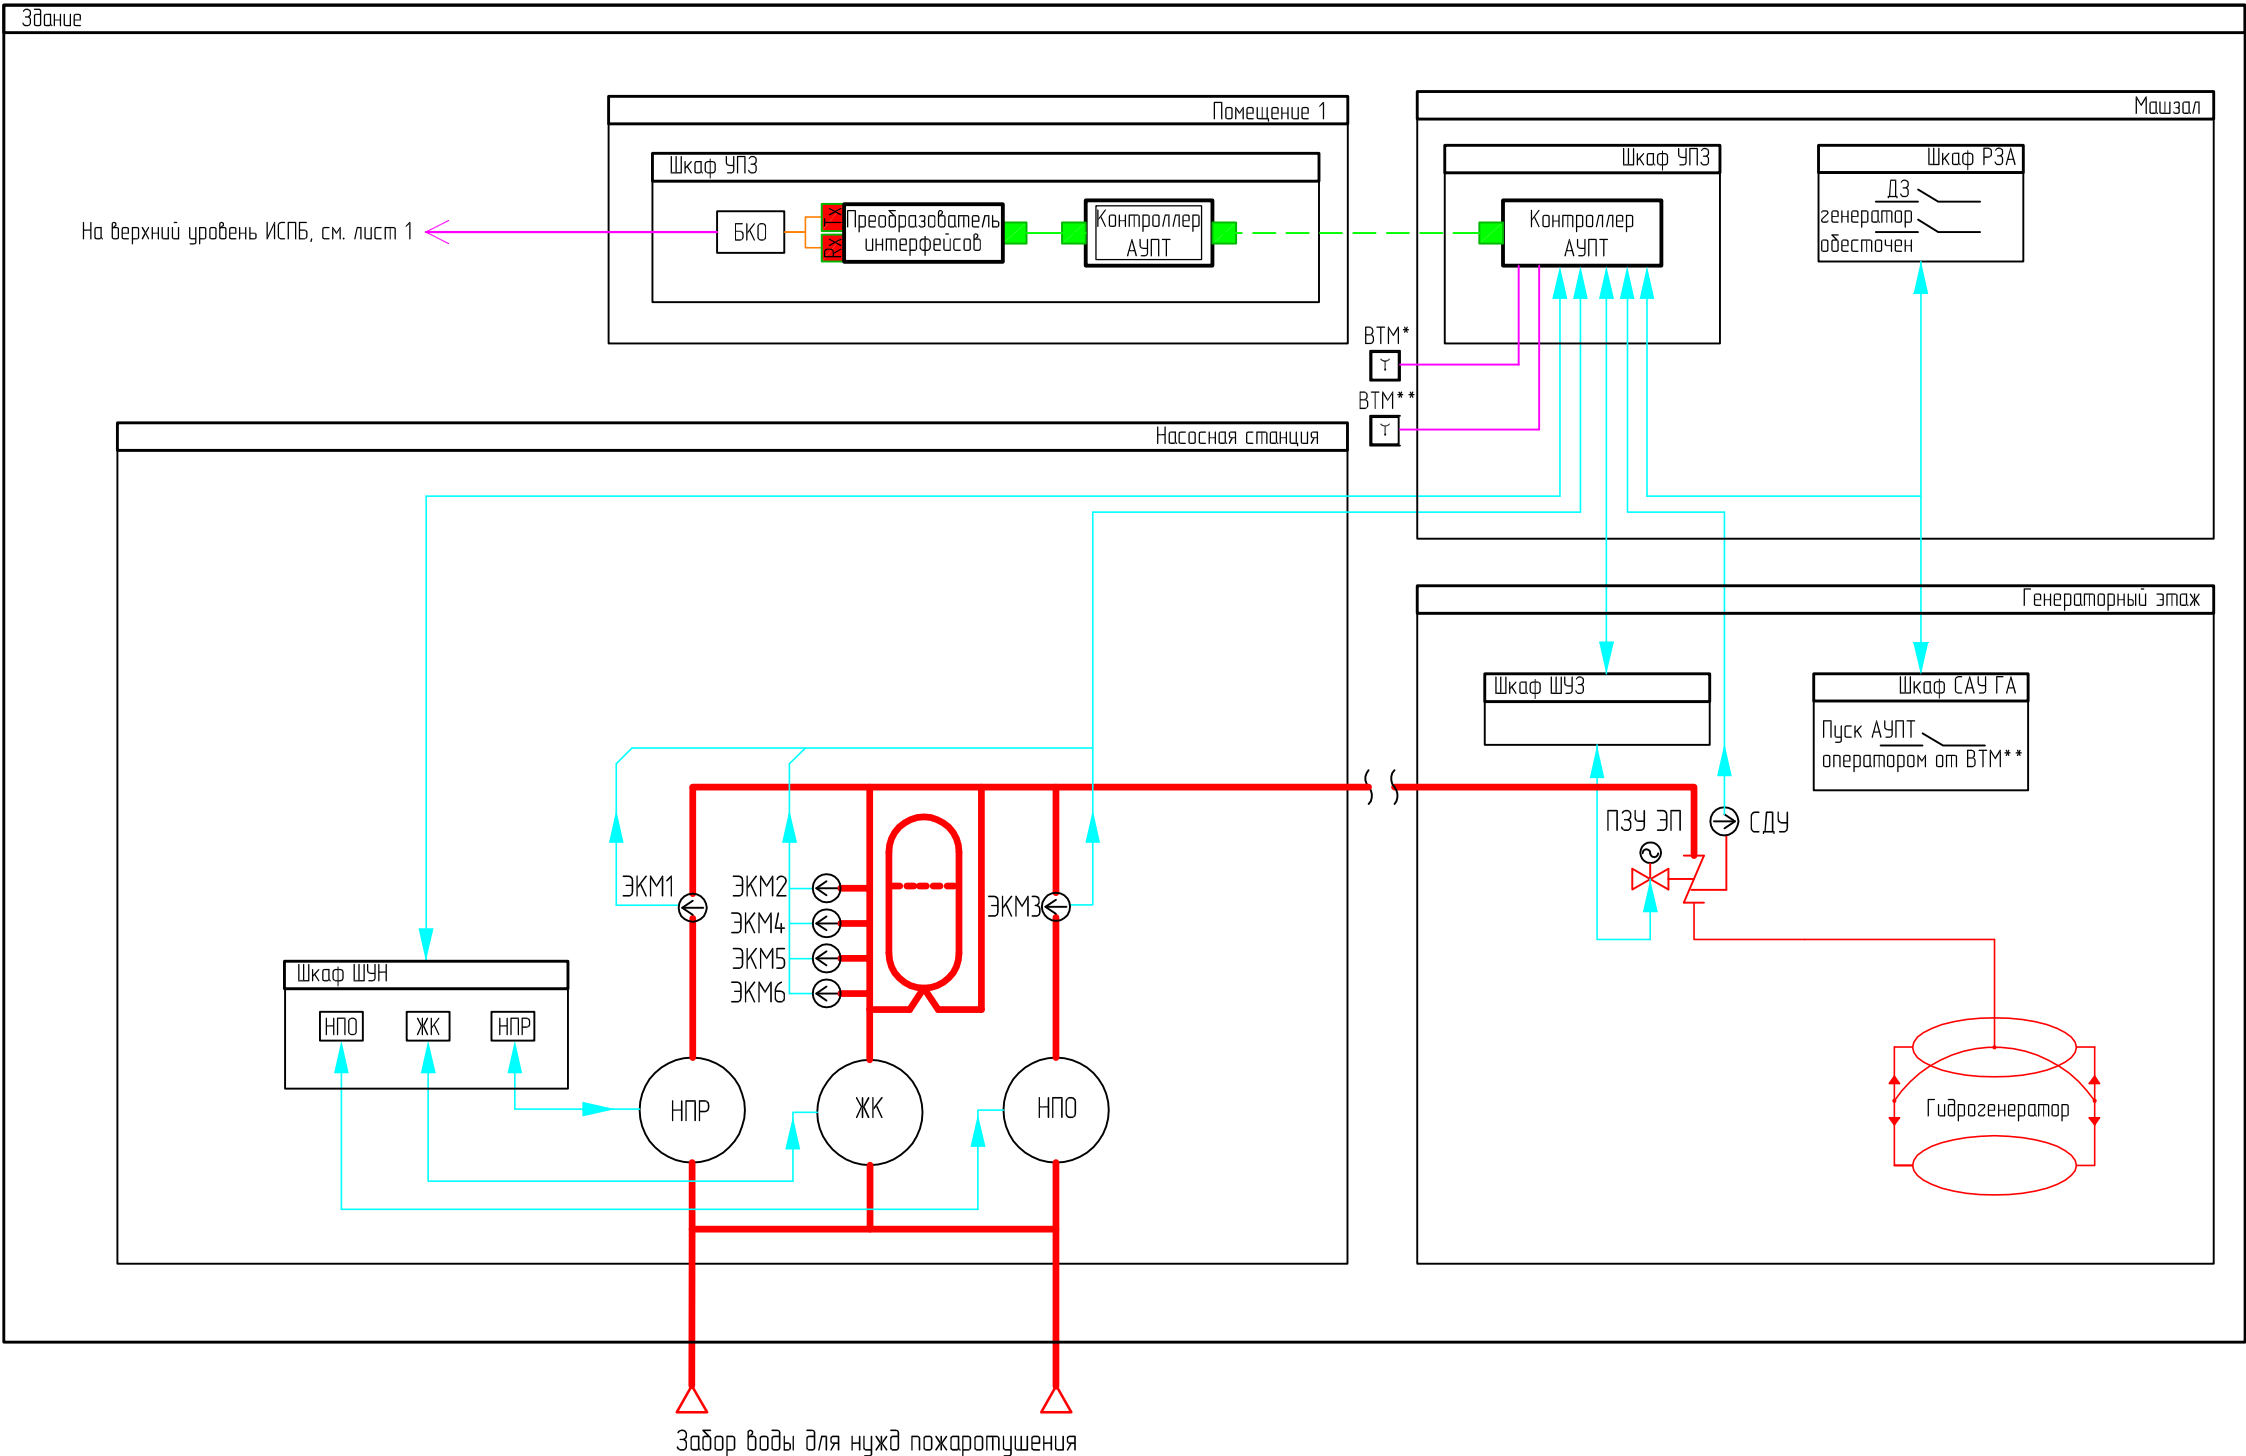 Здание
Помещение 1
Шкаф УПЗ
На верхний уровень ИСПБ, см. лист 1
БКО
Tx
Rx
Преобразователь
интерфейсов
Контроллер
АУПТ
Машзал
Шкаф УПЗ
Контроллер
АУПТ
Шкаф РЗА
ДЗ
генератор
обесточен
ВТМ*
ВТМ**
Насосная станция
Генераторный этаж
Шкаф ШУЗ
Шкаф САУ ГА
Пуск АУПТ
оператором от ВТМ**
ПЗУ ЭП
СДУ
ЭКМ1
ЭКМ2
ЭКМ4
ЭКМ5
ЭКМ6
ЭКМ3
Шкаф ШУН
НПО
ЖК
НПР
НПР
ЖК
НПО
Гидрогенератор
Забор воды для нужд пожаротушения